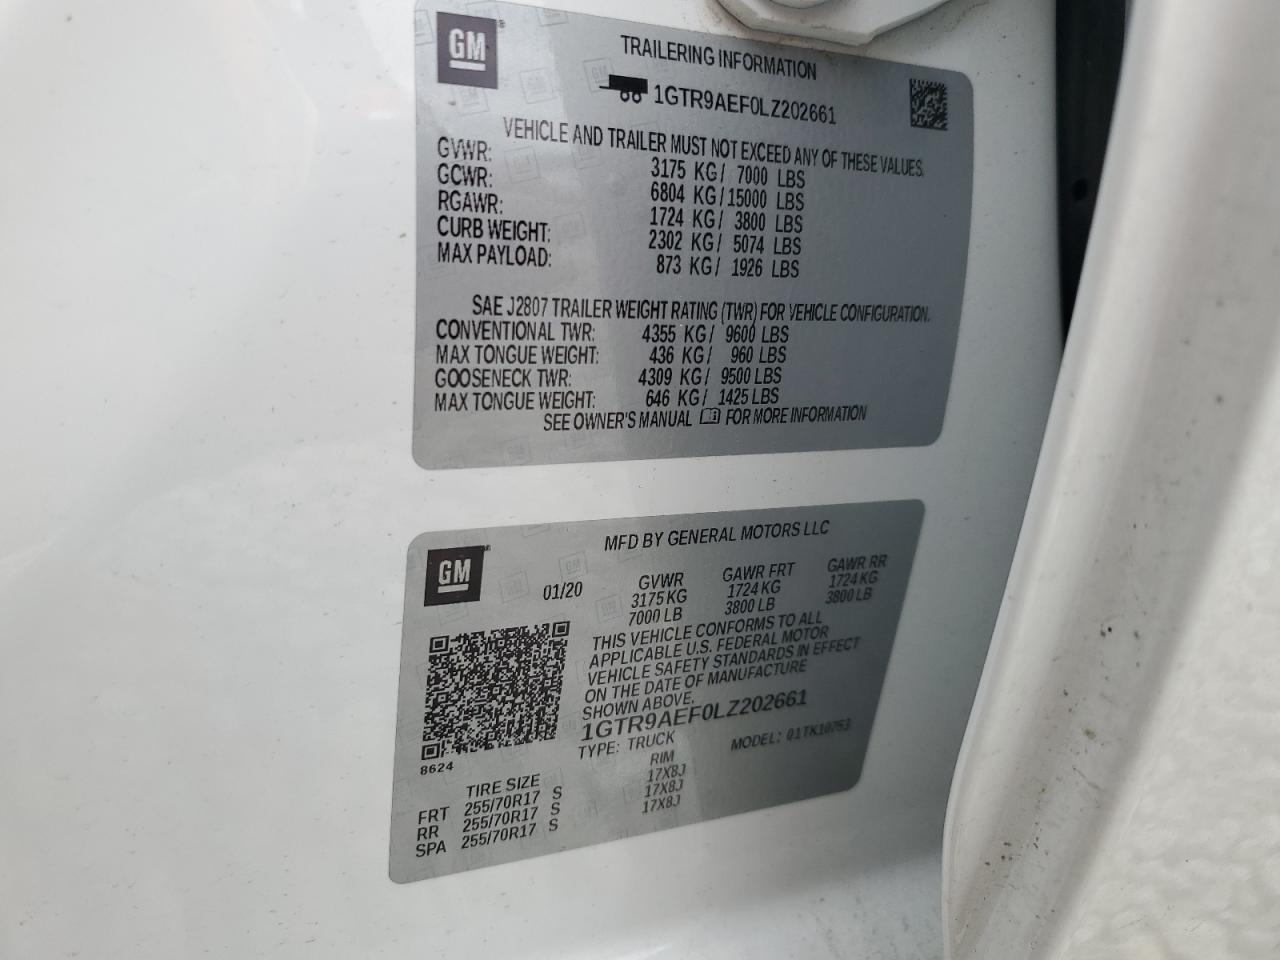 GM
TRAILERING INFORMATION
1GTR9AEF0LZ202661
VEHICLE AND TRAILER MUST NOT EXCEED ANY OF THESE VALUES.
GVWR: 3175 KG/ 7000 LBS
GCWR: 6804 KG/15000 LBS
RGAWR: 1724 KG/ 3800 LBS
CURB WEIGHT: 2302 KG/ 5074 LBS
MAX PAYLOAD: 873 KG/ 1926 LBS
SAE J2807 TRAILER WEIGHT RATING (TWR) FOR VEHICLE CONFIGURATION.
CONVENTIONAL TWR: 4355 KG/ 9600 LBS
MAX TONGUE WEIGHT: 436 KG/ 960 LBS
GOOSENECK TWR: 4309 KG/ 9500 LBS
MAX TONGUE WEIGHT: 646 KG/ 1425 LBS
SEE OWNER'S MANUAL FOR MORE INFORMATION
GM
MFD BY GENERAL MOTORS LLC
01/20 GVWR GAWR FRT GAWR RR
3175 KG 1724 KG 1724 KG
7000 LB 3800 LB 3800 LB
THIS VEHICLE CONFORMS TO ALL
APPLICABLE U.S. FEDERAL MOTOR
VEHICLE SAFETY STANDARDS IN EFFECT
ON THE DATE OF MANUFACTURE
SHOWN ABOVE.
1GTR9AEF0LZ202661
TYPE: TRUCK MODEL: 01TK10753
8624
TIRE SIZE RIM
FRT 255/70R17 S 17X8J
RR 255/70R17 S 17X8J
SPA 255/70R17 S 17X8J